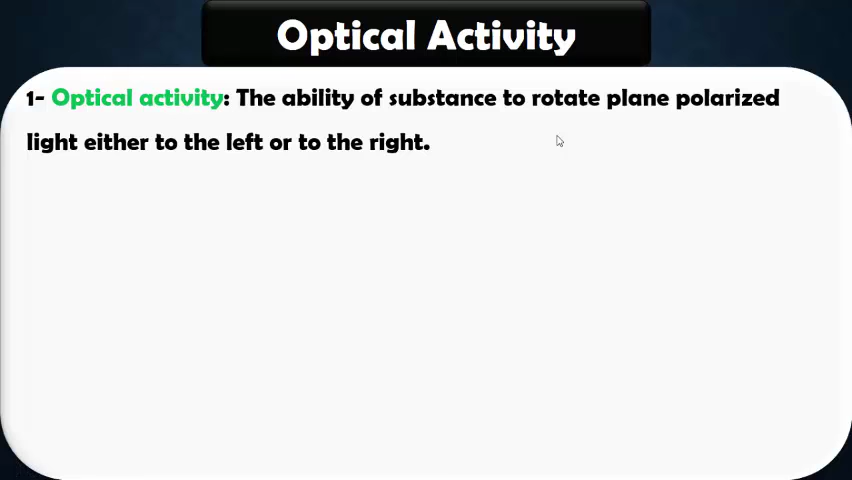 Optical Activity
1- Optical activity: The ability of substance to rotate plane polarized
light either to the left or to the right.